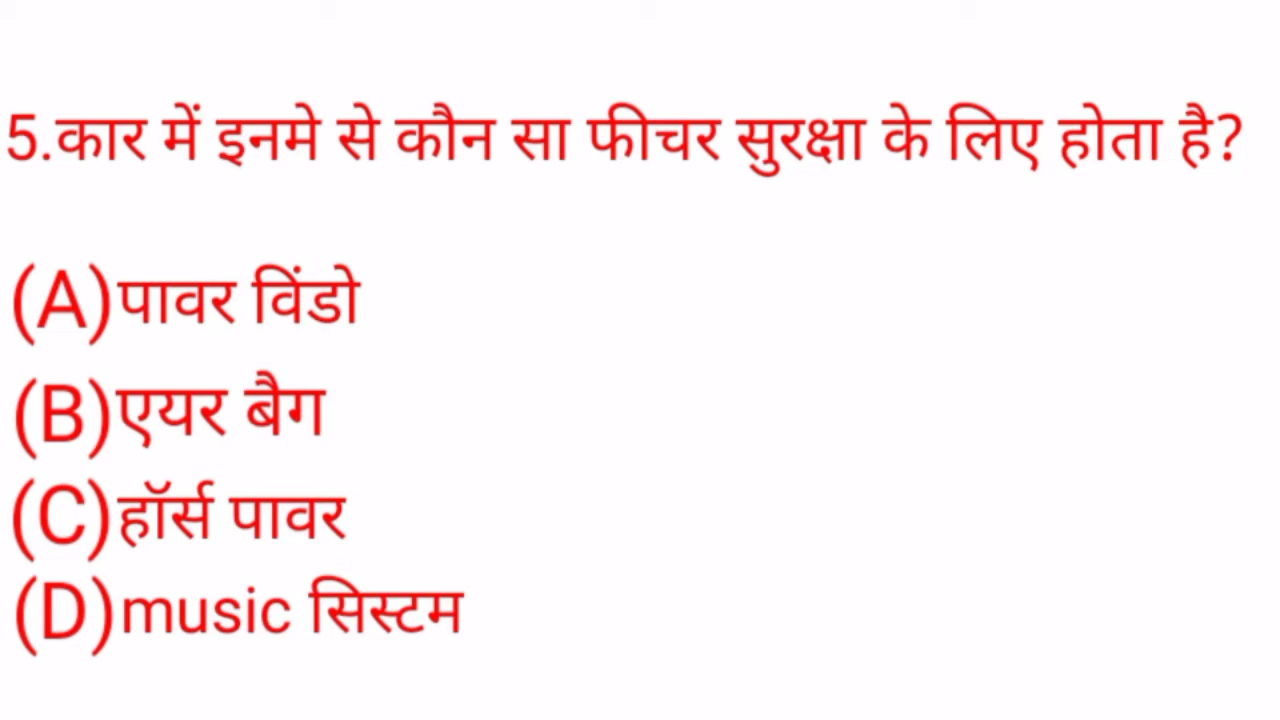 5.कार में इनमे से कौन सा फीचर सुरक्षा के लिए होता है?
(A)पावर विंडो
(B)एयर बैग
(C)हॉर्स पावर
(D)music सिस्टम